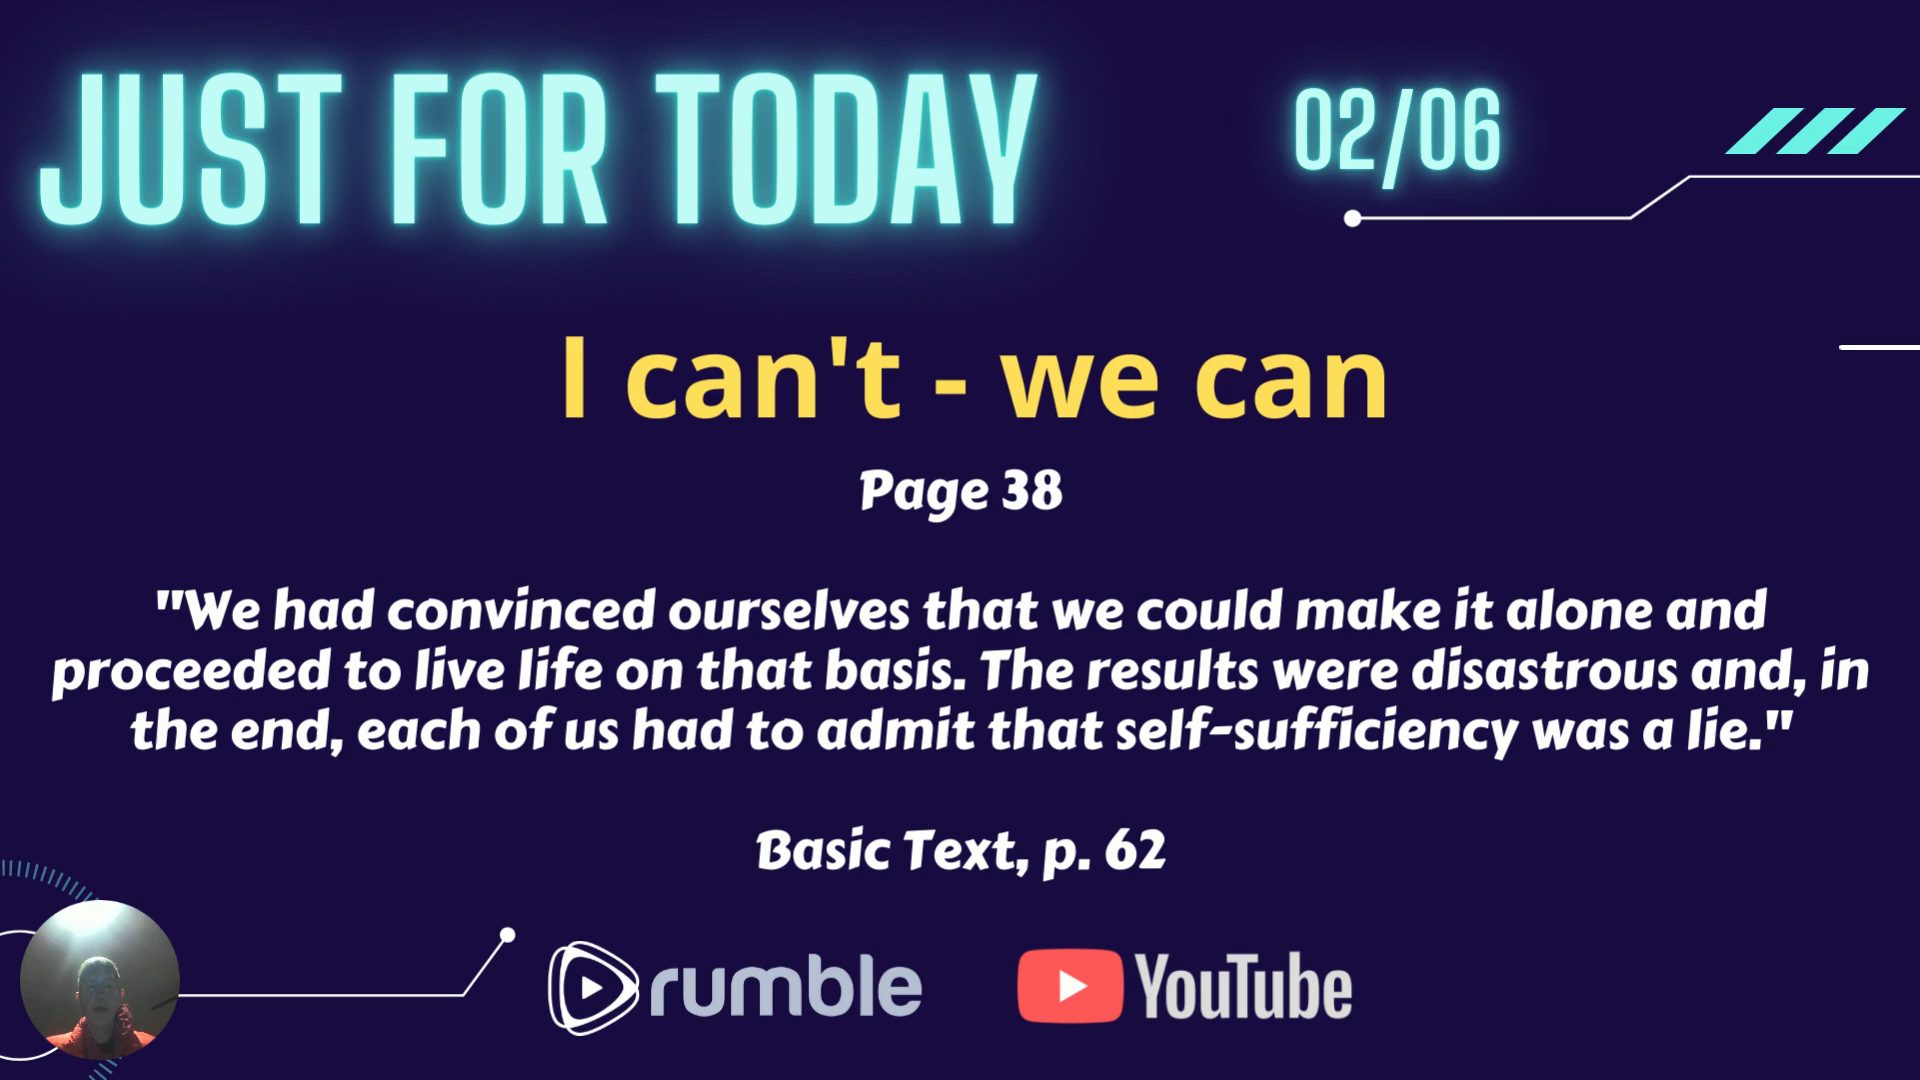 JUST FOR TODAY
02/06
I can't - we can
Page 38
"We had convinced ourselves that we could make it alone and
proceeded to live life on that basis. The results were disastrous and, in
the end, each of us had to admit that self-sufficiency was a lie."
Basic Text, p. 62
rumble
YouTube